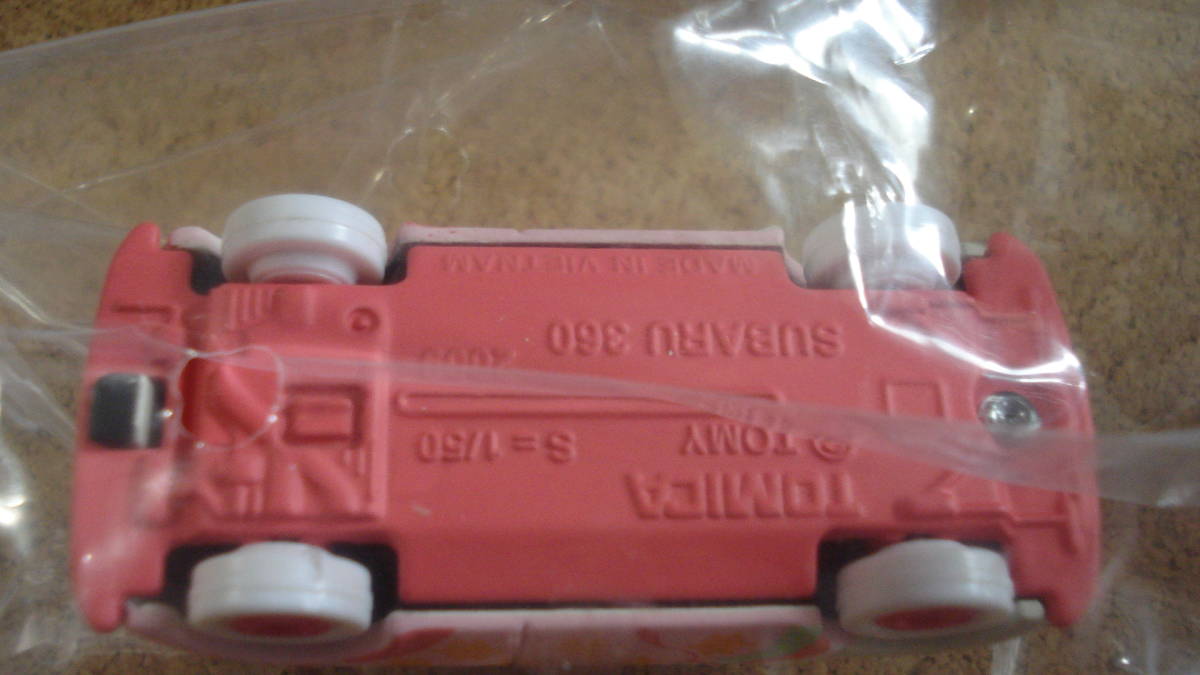 TOMICA
© TOMY
S = 1/50
SUBARU 360
MADE IN VIETNAM